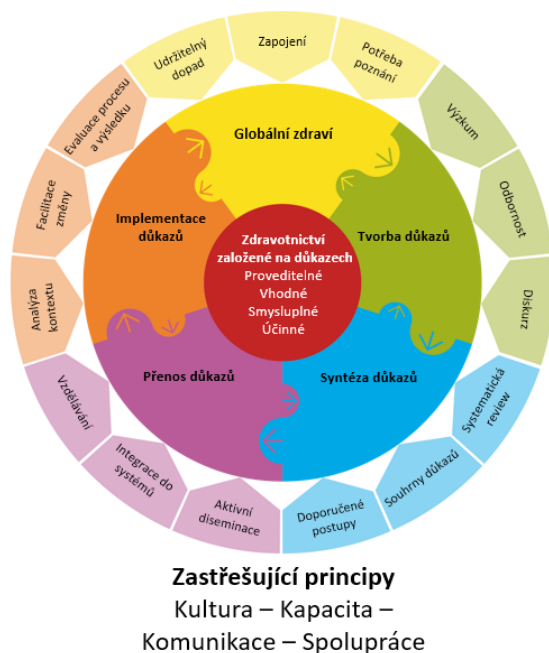 Udržitelný
dopad
Zapojení
Potřeba
poznání
Výzkum
Odbornost
Diskurz
Systematická
review
Souhrny důkazů
Doporučené
postupy
Aktivní
diseminace
Integrace do
systémů
Vzdělávání
Analýza
kontextu
Facilitace
změny
Evaluace procesu
a výsledku
Globální zdraví
Tvorba důkazů
Syntéza důkazů
Přenos důkazů
Implementace
důkazů
Zdravotnictví
založené na důkazech
Proveditelné
Vhodné
Smysluplné
Účinné
Zastřešující principy
Kultura – Kapacita –
Komunikace – Spolupráce